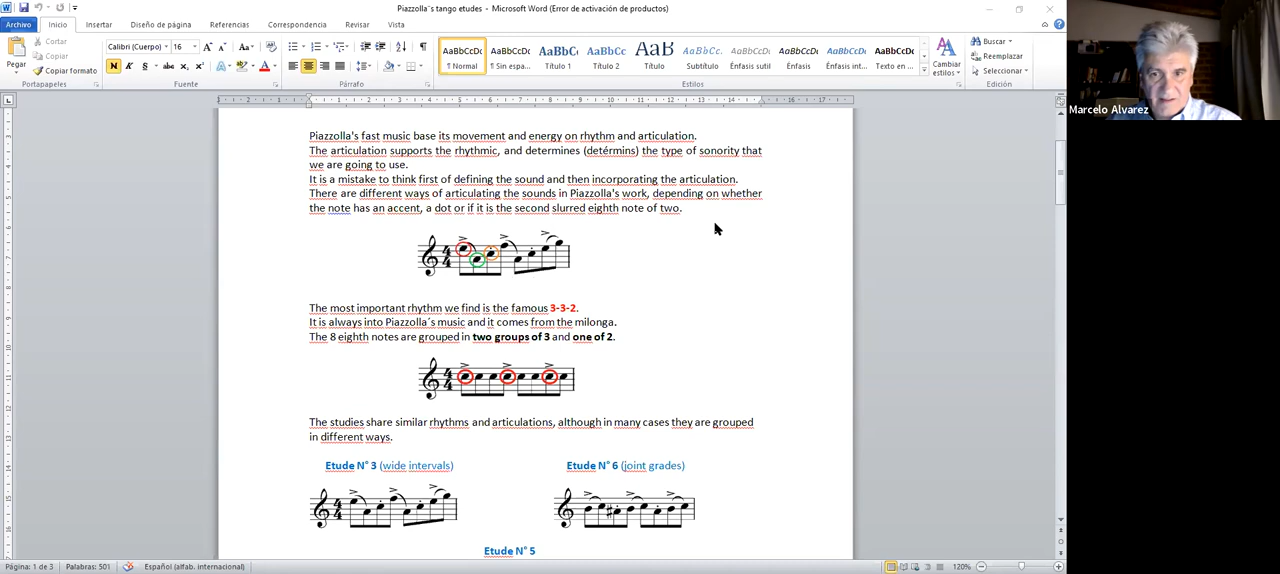 Piazzolla´s tango etudes - Microsoft Word (Error de activación de productos)
Archivo Inicio Insertar Diseño de página Referencias Correspondencia Revisar Vista
Pegar
Cortar
Copiar
Copiar formato
Portapapeles
Calibri (Cuerpo) 16
Fuente
Párrafo
AaBbCcDc AaBbCcDc AaBbC AaBbCc AaB AaBbCc. AaBbCcDc AaBbCcDc AaBbCcDc AaBbCcDc
¶ Normal ¶ Sin espa... Título 1 Título 2 Título Subtítulo Énfasis sutil Énfasis Énfasis int... Texto en ...
Estilos
Cambiar estilos
Buscar
Reemplazar
Seleccionar
Edición
Marcelo Alvarez
Piazzolla's fast music base its movement and energy on rhythm and articulation.
The articulation supports the rhythmic, and determines (detérmins) the type of sonority that
we are going to use.
It is a mistake to think first of defining the sound and then incorporating the articulation.
There are different ways of articulating the sounds in Piazzolla's work, depending on whether
the note has an accent, a dot or if it is the second slurred eighth note of two.
The most important rhythm we find is the famous 3-3-2.
It is always into Piazzolla´s music and it comes from the milonga.
The 8 eighth notes are grouped in two groups of 3 and one of 2.
The studies share similar rhythms and articulations, although in many cases they are grouped
in different ways.
Etude N° 3 (wide intervals) Etude N° 6 (joint grades)
Etude N° 5
Página: 1 de 3 Palabras: 501 Español (alfab. internacional) 120%